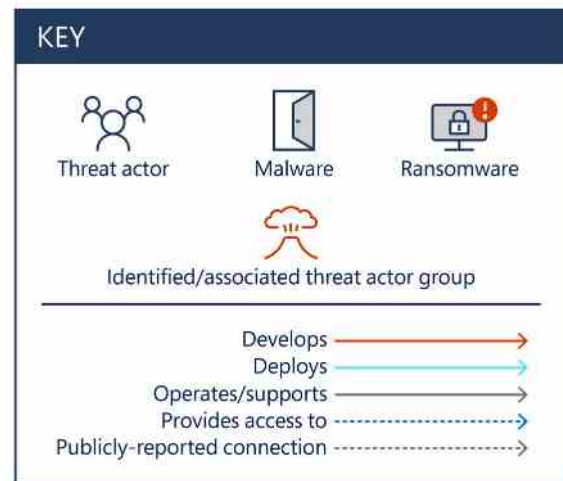 KEY
Threat actor
Malware
Ransomware
Identified/associated threat actor group
Develops
Deploys
Operates/supports
Provides access to
Publicly-reported connection